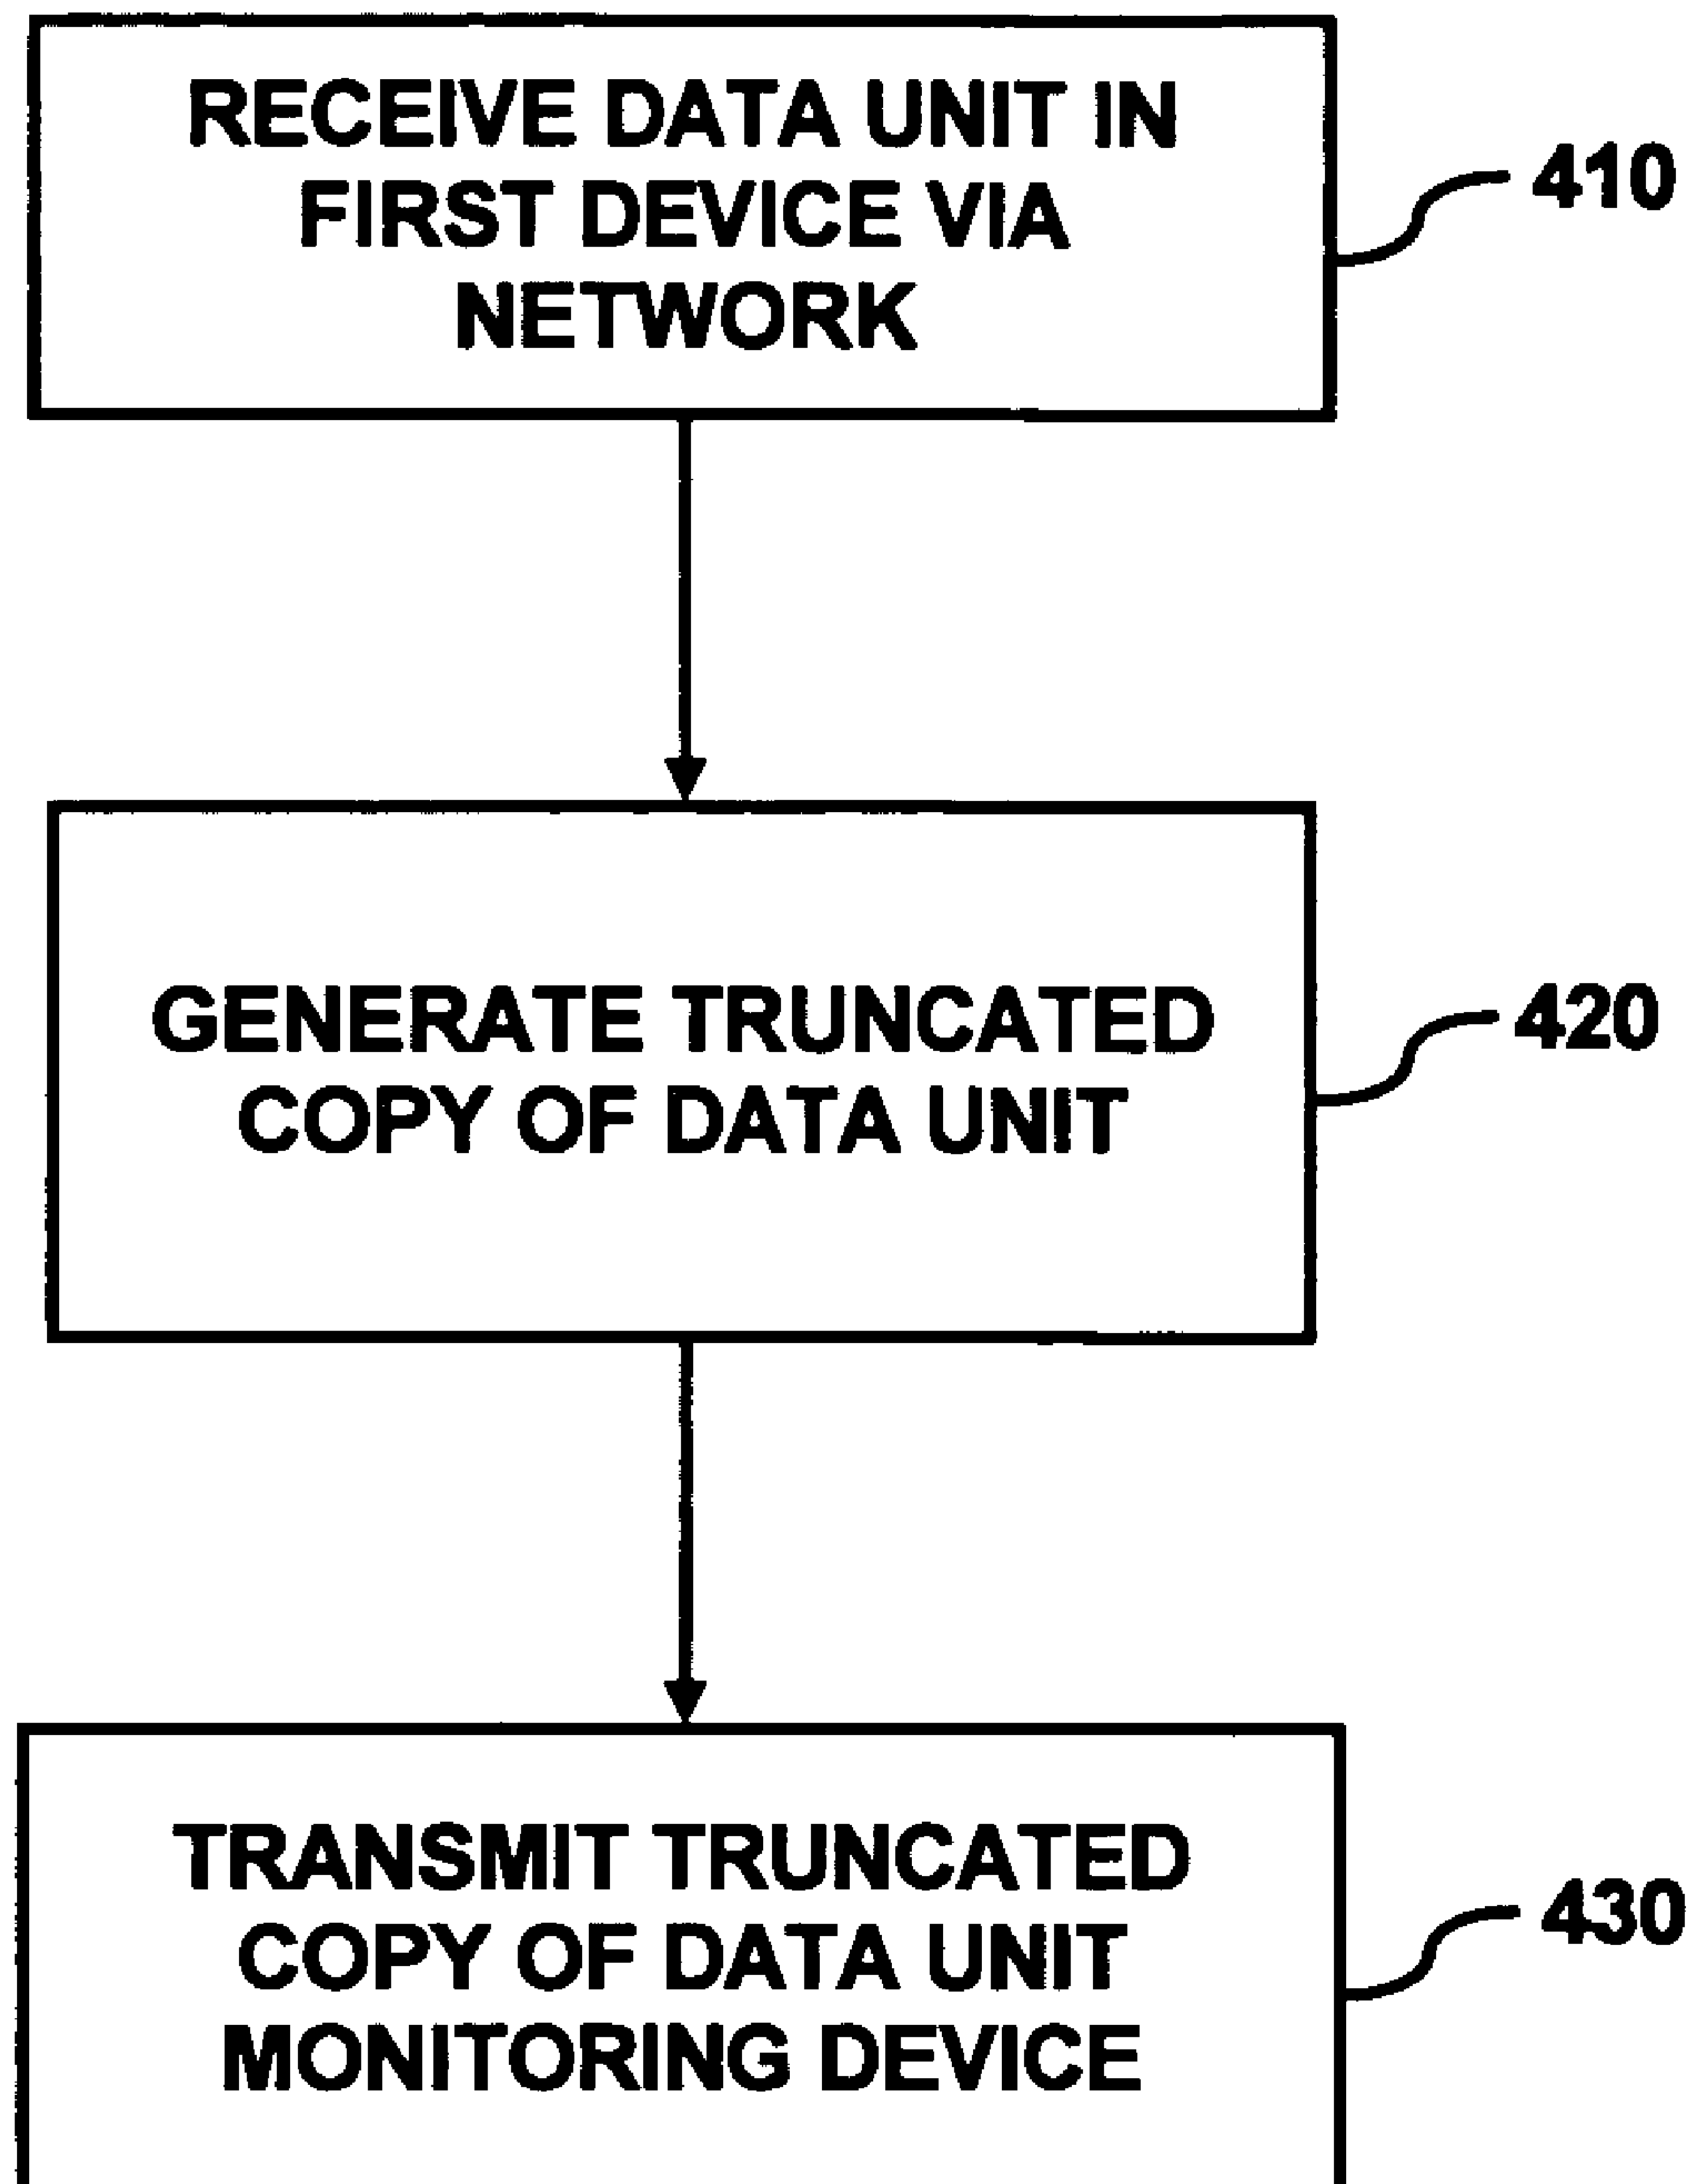 RECEIVE DATA UNIT IN
FIRST DEVICE VIA
NETWORK
410
GENERATE TRUNCATED
COPY OF DATA UNIT
420
TRANSMIT TRUNCATED
COPY OF DATA UNIT
MONITORING DEVICE
430